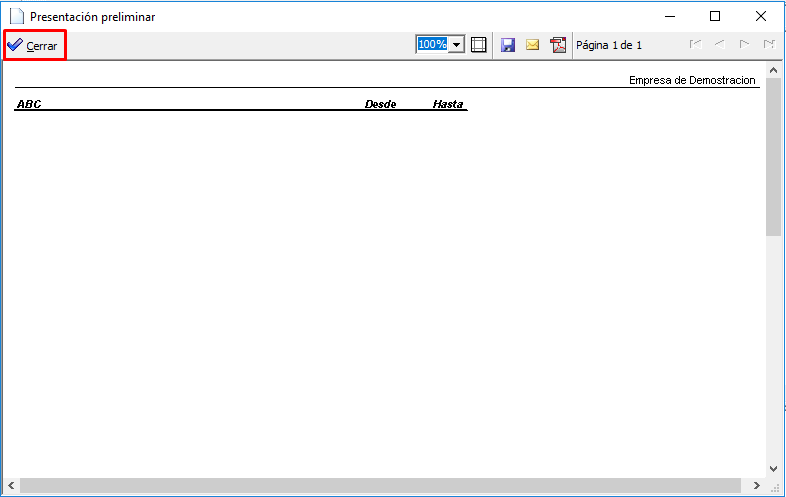 Presentación preliminar
Cerrar 100% Página 1 de 1
Empresa de Demostracion
ABC Desde Hasta